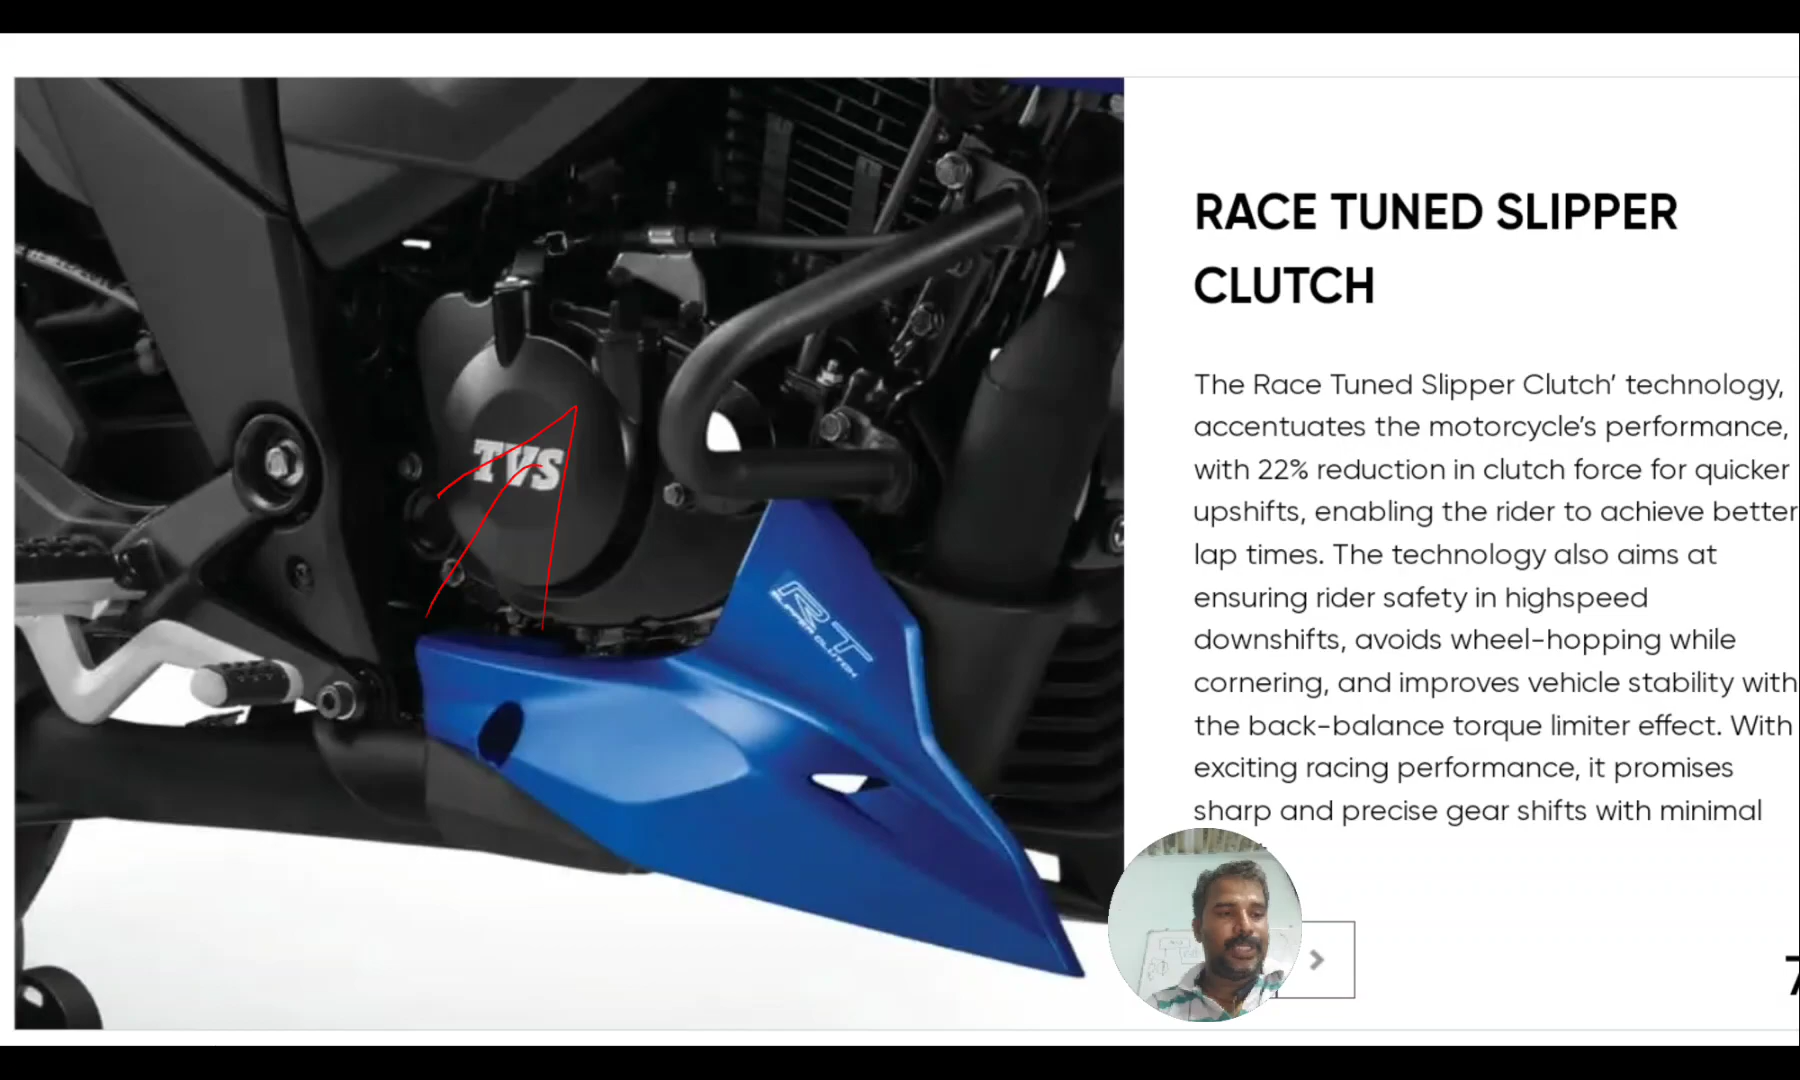 TVS
RT
SLIPPER CLUTCH
RACE TUNED SLIPPER
CLUTCH
The Race Tuned Slipper Clutch’ technology,
accentuates the motorcycle’s performance,
with 22% reduction in clutch force for quicker
upshifts, enabling the rider to achieve better
lap times. The technology also aims at
ensuring rider safety in highspeed
downshifts, avoids wheel-hopping while
cornering, and improves vehicle stability with
the back-balance torque limiter effect. With
exciting racing performance, it promises
sharp and precise gear shifts with minimal